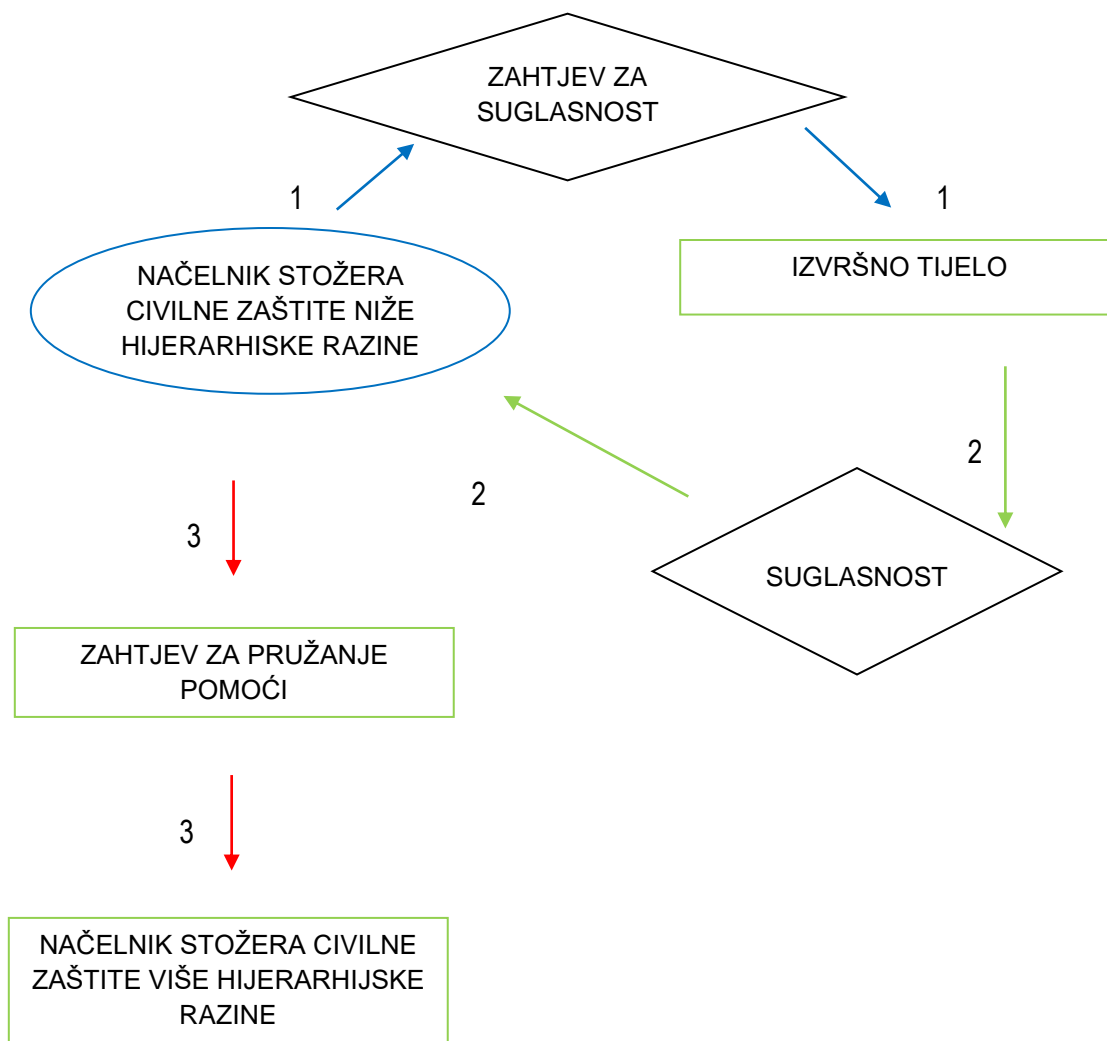 ZAHTJEV ZA
SUGLASNOST
1
1
NAČELNIK STOŽERA
CIVILNE ZAŠTITE NIŽE
HIJERARHISKE RAZINE
IZVRŠNO TIJELO
2
2
SUGLASNOST
3
ZAHTJEV ZA PRUŽANJE
POMOĆI
3
NAČELNIK STOŽERA CIVILNE
ZAŠTITE VIŠE HIJERARHIJSKE
RAZINE